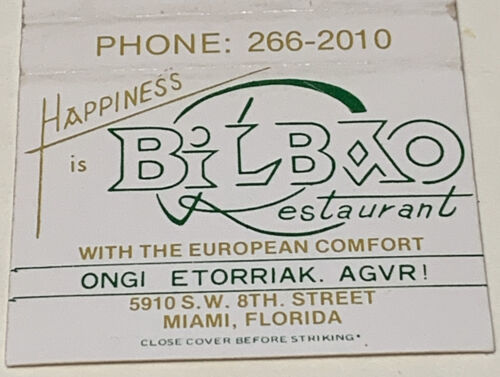 PHONE: 266-2010
HAPPINESS
is BiLBAO
Restaurant
WITH THE EUROPEAN COMFORT
ONGI ETORRIAK. AGVR!
5910 S.W. 8TH. STREET
MIAMI, FLORIDA
CLOSE COVER BEFORE STRIKING•